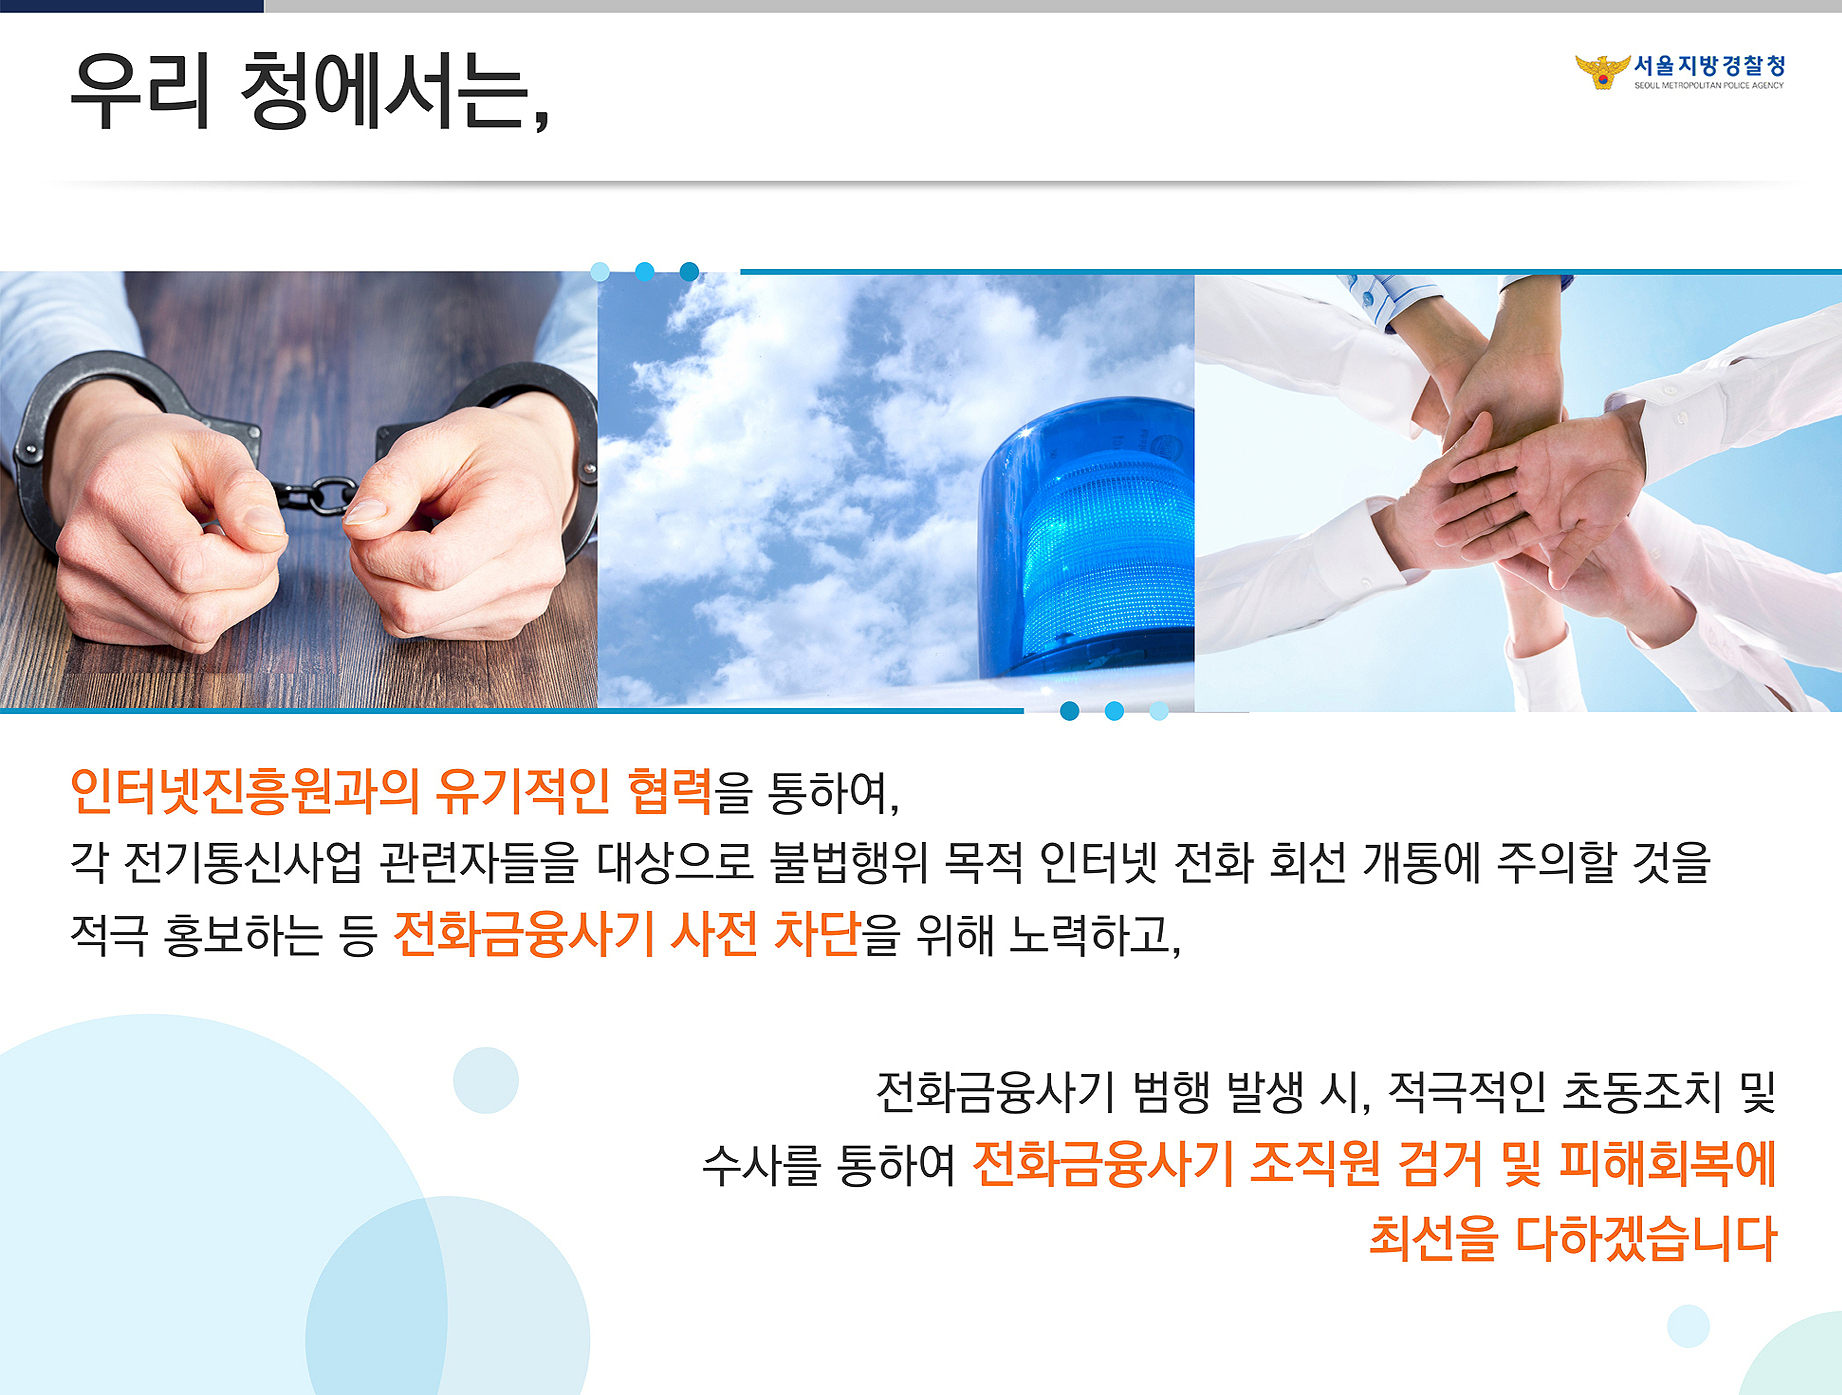 우리 청에서는,
서울지방경찰청
SEOUL METROPOLITAN POLICE AGENCY
인터넷진흥원과의 유기적인 협력을 통하여,
각 전기통신사업 관련자들을 대상으로 불법행위 목적 인터넷 전화 회선 개통에 주의할 것을
적극 홍보하는 등 전화금융사기 사전 차단을 위해 노력하고,
전화금융사기 범행 발생 시, 적극적인 초동조치 및
수사를 통하여 전화금융사기 조직원 검거 및 피해회복에
최선을 다하겠습니다